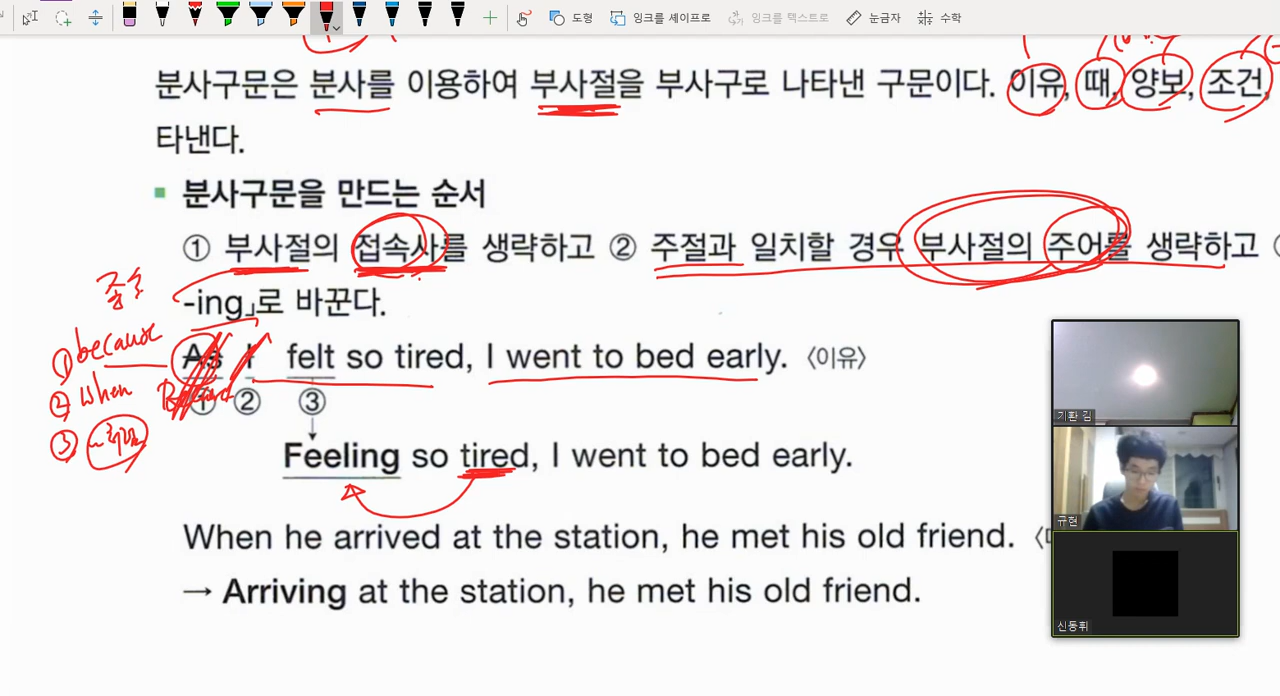 도형 잉크를 셰이프로 잉크를 텍스트로 눈금자 수학
분사구문은 분사를 이용하여 부사절을 부사구로 나타낸 구문이다. 이유, 때, 양보, 조건,
타낸다.
분사구문을 만드는 순서
① 부사절의 접속사를 생략하고 ② 주절과 일치할 경우 부사절의 주어를 생략하고
-ing」로 바꾼다.
① because
As I felt so tired, I went to bed early. 〈이유〉
② When
① ② ③
③
Feeling so tired, I went to bed early.
When he arrived at the station, he met his old friend.
→ Arriving at the station, he met his old friend.
기환 김
규현
신동휘